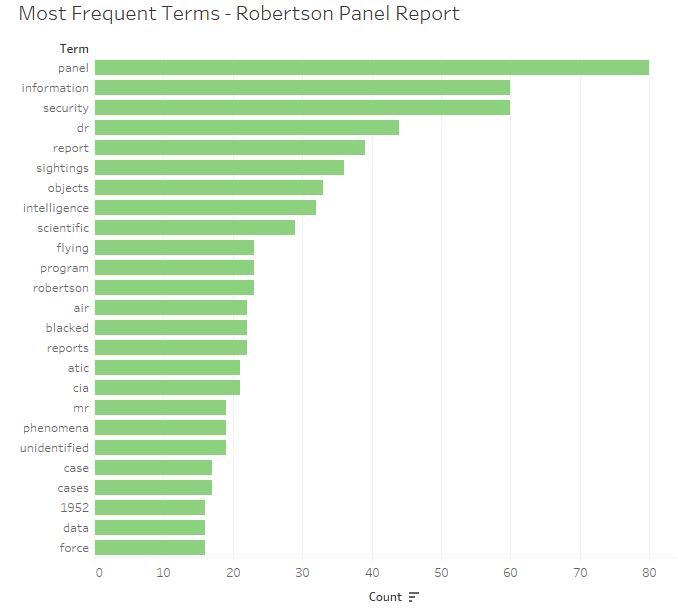 Most Frequent Terms - Robertson Panel Report
Term
panel
information
security
dr
report
sightings
objects
intelligence
scientific
flying
program
robertson
air
blacked
reports
atic
cia
mr
phenomena
unidentified
case
cases
1952
data
force
0 10 20 30 40 50 60 70 80
Count